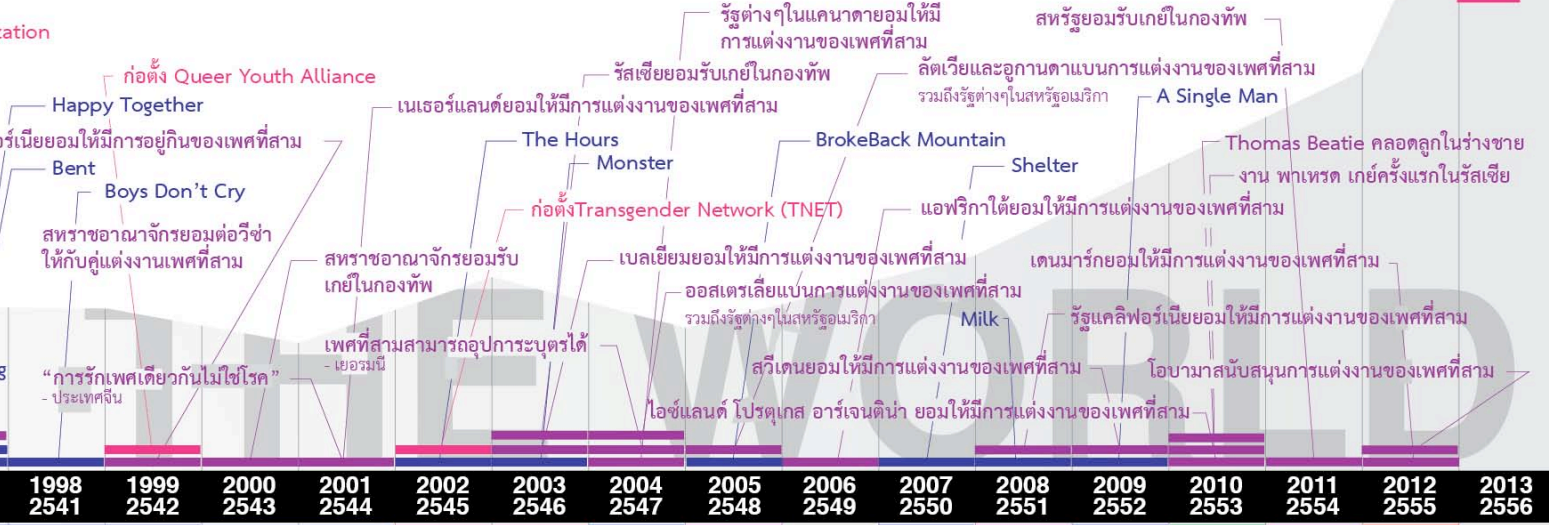 รัฐต่างๆในแคนาดายอมให้มี
การแต่งงานของเพศที่สาม
สหรัฐยอมรับเกย์ในกองทัพ
ก่อตั้ง Queer Youth Alliance
รัสเซียยอมรับเกย์ในกองทัพ
ลัตเวียและอูกานดาแบนการแต่งงานของเพศที่สาม
รวมถึงรัฐต่างๆในสหรัฐอเมริกา
Happy Together
เนเธอร์แลนด์ยอมให้มีการแต่งงานของเพศที่สาม
A Single Man
อร์เนียยอมให้มีการอยู่กินของเพศที่สาม
The Hours
BrokeBack Mountain
Thomas Beatie คลอดลูกในร่างชาย
Bent
Monster
Shelter
งาน พาเหรด เกย์ครั้งแรกในรัสเซีย
Boys Don't Cry
ก่อตั้งTransgender Network (TNET)
แอฟริกาใต้ยอมให้มีการแต่งงานของเพศที่สาม
สหราชอาณาจักรยอมต่อวีซ่า
ให้กับคู่แต่งงานเพศที่สาม
สหราชอาณาจักรยอมรับ
เกย์ในกองทัพ
เบลเยียมยอมให้มีการแต่งงานของเพศที่สาม
เดนมาร์กยอมให้มีการแต่งงานของเพศที่สาม
ออสเตรเลียแบนการแต่งงานของเพศที่สาม
รวมถึงรัฐต่างๆในสหรัฐอเมริกา
Milk
รัฐแคลิฟอร์เนียยอมให้มีการแต่งงานของเพศที่สาม
เพศที่สามสามารถอุปการะบุตรได้
- เยอรมนี
"การรักเพศเดียวกันไม่ใช่โรค"
- ประเทศจีน
สวีเดนยอมให้มีการแต่งงานของเพศที่สาม
โอบามาสนับสนุนการแต่งงานของเพศที่สาม
ไอซ์แลนด์ โปรตุเกส อาร์เจนติน่า ยอมให้มีการแต่งงานของเพศที่สาม
THE WORLD
1998 1999 2000 2001 2002 2003 2004 2005 2006 2007 2008 2009 2010 2011 2012 2013
2541 2542 2543 2544 2545 2546 2547 2548 2549 2550 2551 2552 2553 2554 2555 2556